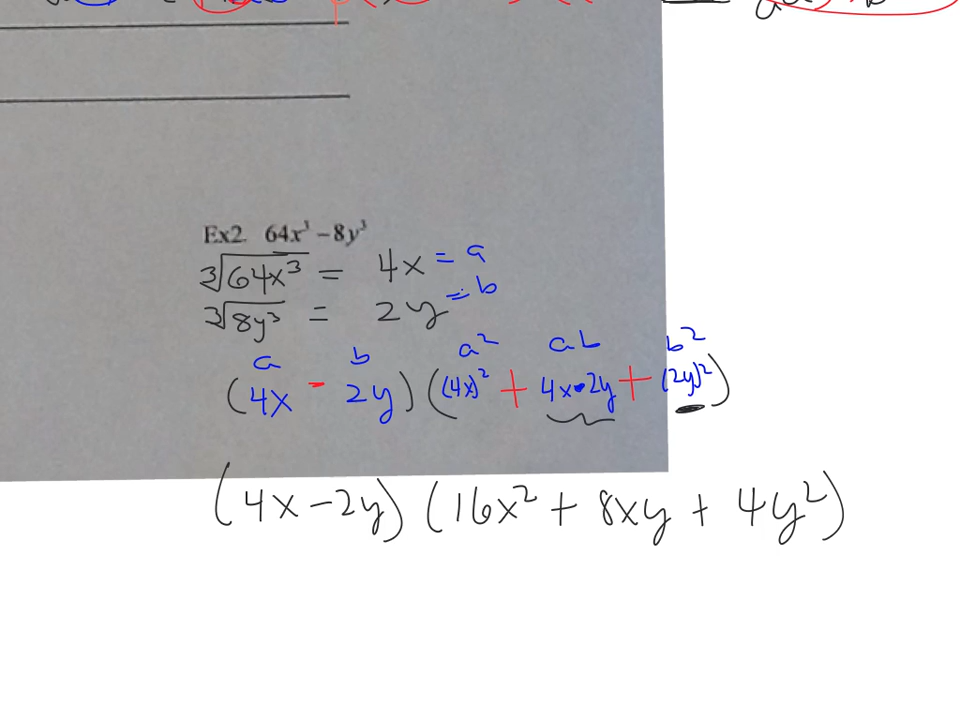 Ex2. 64x³ – 8y³
∛64x³ = 4x = a
∛8y³ = 2y = b
a b a² ab b²
(4x - 2y) ((4x)² + 4x•2y + (2y)²)
(4x - 2y) (16x² + 8xy + 4y²)